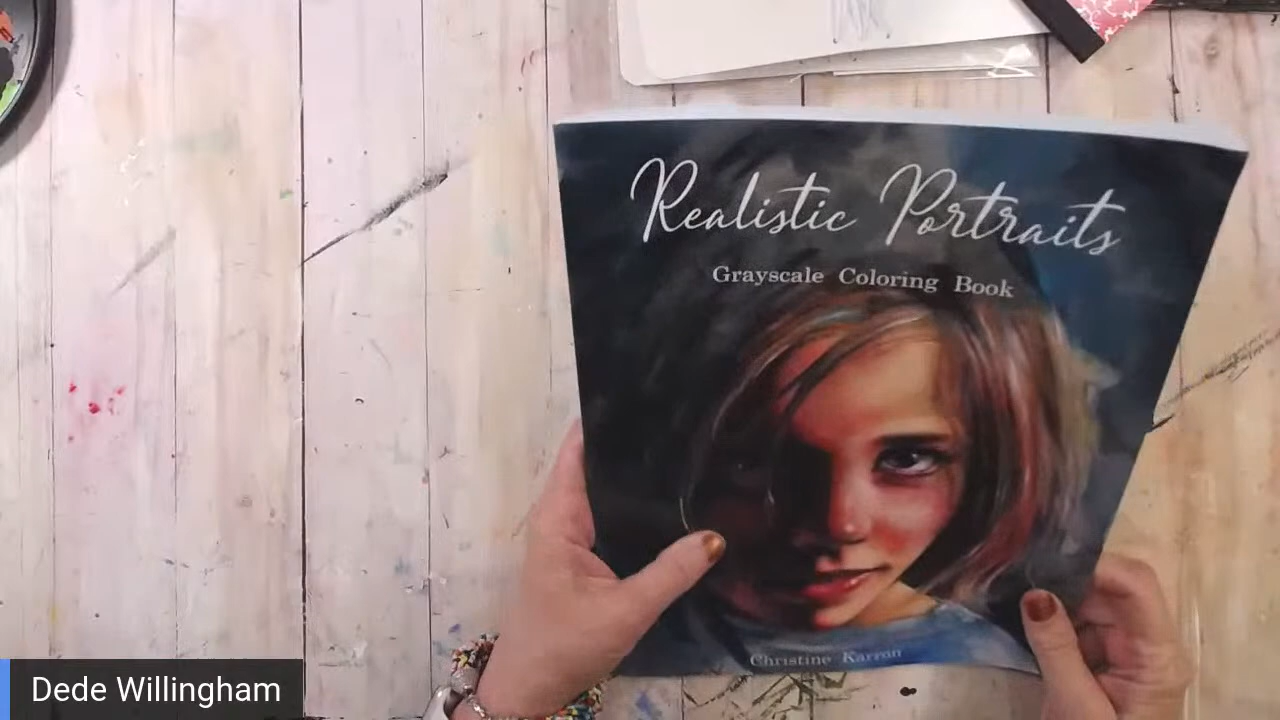 Realistic Portraits
Grayscale Coloring Book
Christine Karron
Dede Willingham